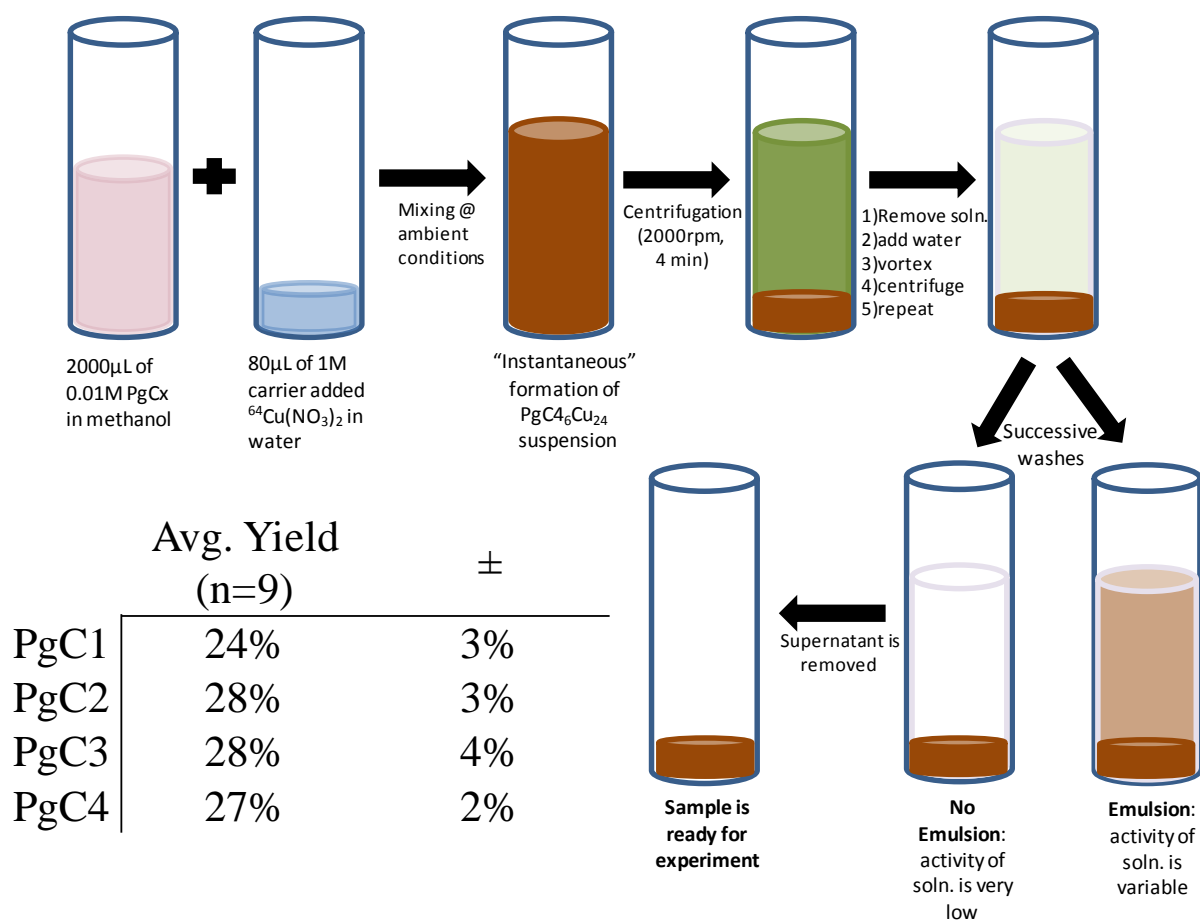 2000µL of
0.01M PgCx
in methanol
80µL of 1M
carrier added
⁶⁴Cu(NO₃)₂ in
water
Mixing @
ambient
conditions
“Instantaneous”
formation of
PgC4₆Cu₂₄
suspension
Centrifugation
(2000rpm,
4 min)
1)Remove soln.
2)add water
3)vortex
4)centrifuge
5)repeat
Successive
washes
Supernatant is
removed
Sample is
ready for
experiment
No
Emulsion:
activity of
soln. is very
low
Emulsion:
activity of
soln. is
variable
Avg. Yield
(n=9) ±
PgC1 24% 3%
PgC2 28% 3%
PgC3 28% 4%
PgC4 27% 2%